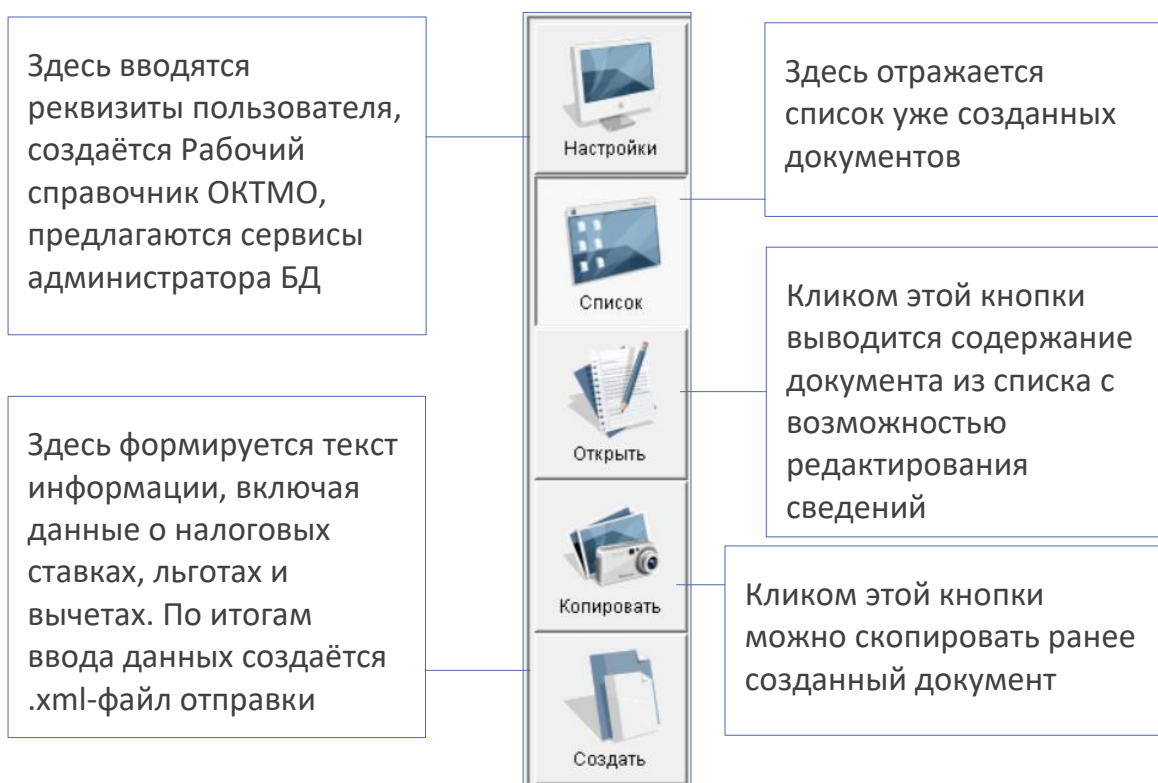 Здесь вводятся
реквизиты пользователя,
создаётся Рабочий
справочник ОКТМО,
предлагаются сервисы
администратора БД
Здесь формируется текст
информации, включая
данные о налоговых
ставках, льготах и
вычетах. По итогам
ввода данных создаётся
.xml-файл отправки
Настройки
Список
Открыть
Копировать
Создать
Здесь отражается
список уже созданных
документов
Кликом этой кнопки
выводится содержание
документа из списка с
возможностью
редактирования
сведений
Кликом этой кнопки
можно скопировать ранее
созданный документ